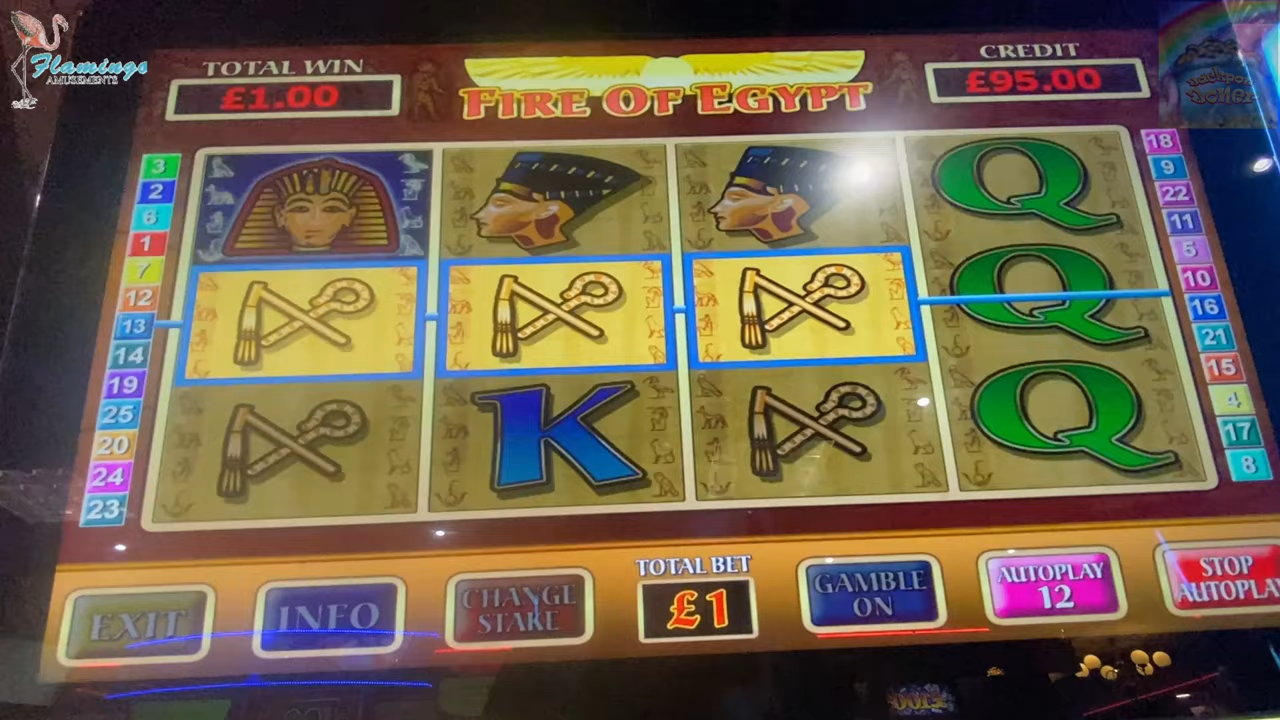 Flamingo
AMUSEMENTS
TOTAL WIN
£1.00
FIRE OF EGYPT
CREDIT
£95.00
Jackpot
3
2
6
1
7
12
13
14
19
25
20
24
23
Q
Q
K
Q
18
9
22
11
5
10
16
21
15
4
17
8
EXIT
INFO
CHANGE
STAKE
TOTAL BET
£1
GAMBLE
ON
AUTOPLAY
12
STOP
AUTOPLAY